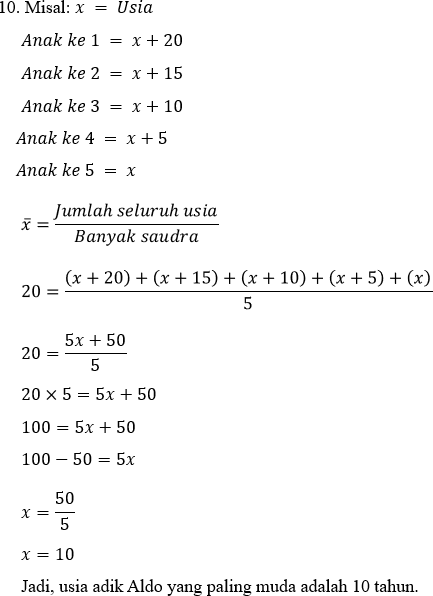 10. Misal: x = Usia
Anak ke 1 = x + 20
Anak ke 2 = x + 15
Anak ke 3 = x + 10
Anak ke 4 = x + 5
Anak ke 5 = x
x̄ = Jumlah seluruh usia / Banyak saudra
20 = (x + 20) + (x + 15) + (x + 10) + (x + 5) + (x) / 5
20 = 5x + 50 / 5
20 × 5 = 5x + 50
100 = 5x + 50
100 − 50 = 5x
x = 50 / 5
x = 10
Jadi, usia adik Aldo yang paling muda adalah 10 tahun.